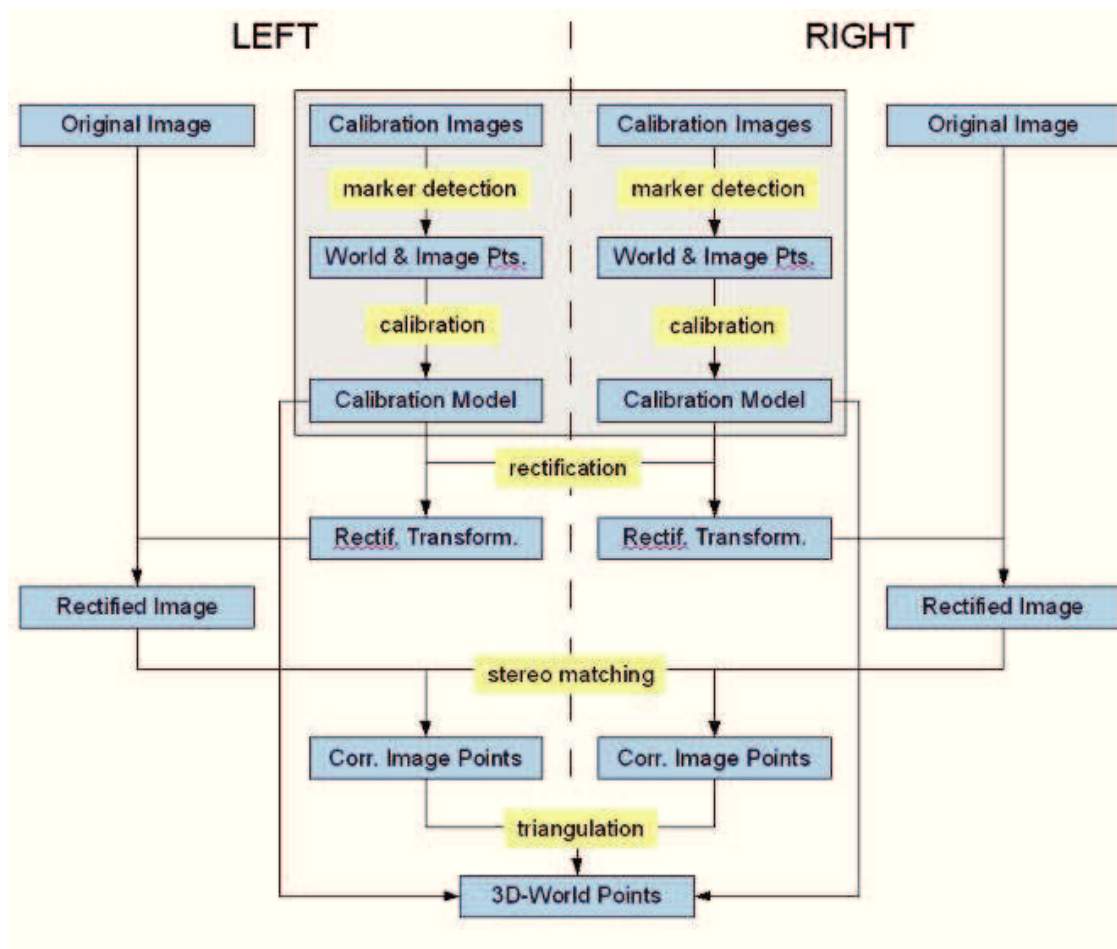 LEFT
RIGHT
Original Image
Calibration Images
Calibration Images
Original Image
marker detection
marker detection
World & Image Pts.
World & Image Pts.
calibration
calibration
Calibration Model
Calibration Model
rectification
Rectif. Transform.
Rectif. Transform.
Rectified Image
Rectified Image
stereo matching
Corr. Image Points
Corr. Image Points
triangulation
3D-World Points